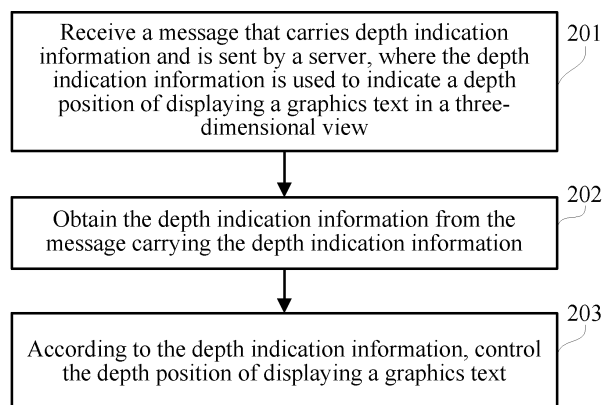 Receive a message that carries depth indication
information and is sent by a server, where the depth
indication information is used to indicate a depth
position of displaying a graphics text in a three-
dimensional view
201
Obtain the depth indication information from the
message carrying the depth indication information
202
According to the depth indication information, control
the depth position of displaying a graphics text
203